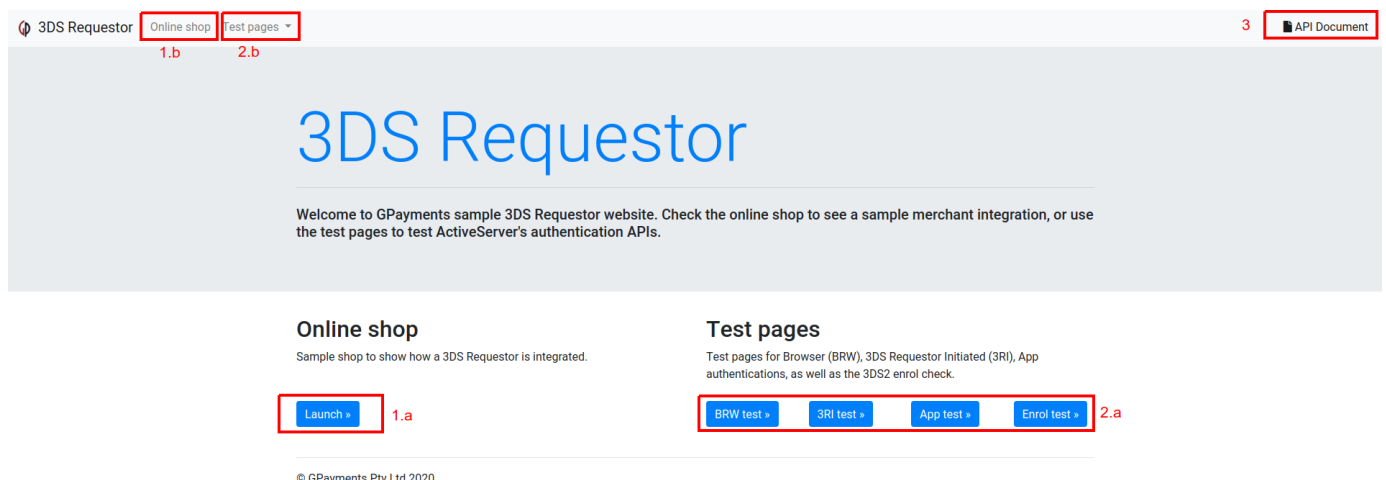 3DS Requestor Online shop Test pages 3 API Document
1.b 2.b
3DS Requestor
Welcome to GPayments sample 3DS Requestor website. Check the online shop to see a sample merchant integration, or use
the test pages to test ActiveServer's authentication APIs.
Online shop
Sample shop to show how a 3DS Requestor is integrated.
Launch » 1.a
Test pages
Test pages for Browser (BRW), 3DS Requestor Initiated (3RI), App
authentications, as well as the 3DS2 enrol check.
BRW test » 3RI test » App test » Enrol test » 2.a
© GPayments Pty Ltd 2020